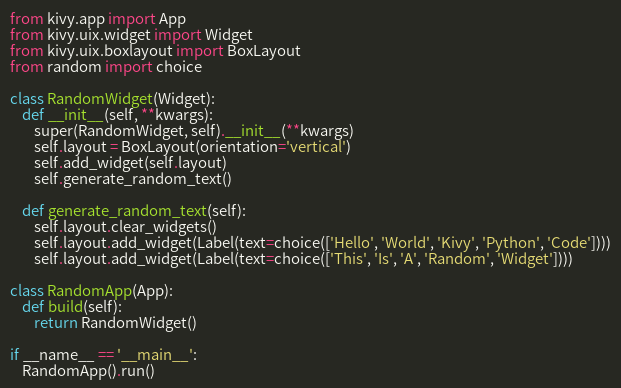 from kivy.app import App
from kivy.uix.widget import Widget
from kivy.uix.boxlayout import BoxLayout
from random import choice

class RandomWidget(Widget):
    def __init__(self, **kwargs):
        super(RandomWidget, self).__init__(**kwargs)
        self.layout = BoxLayout(orientation='vertical')
        self.add_widget(self.layout)
        self.generate_random_text()

    def generate_random_text(self):
        self.layout.clear_widgets()
        self.layout.add_widget(Label(text=choice(['Hello', 'World', 'Kivy', 'Python', 'Code'])))
        self.layout.add_widget(Label(text=choice(['This', 'Is', 'A', 'Random', 'Widget'])))

class RandomApp(App):
    def build(self):
        return RandomWidget()

if __name__ == '__main__':
    RandomApp().run()